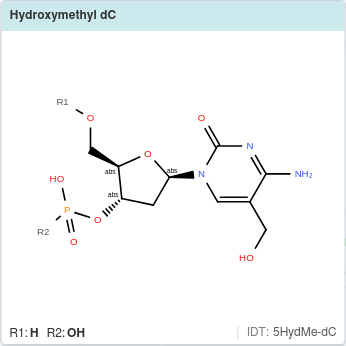 Hydroxymethyl dC
R1
O
O
O
N
abs
abs
N
NH₂
HO
abs
P
O
R2
O
HO
R1: H R2: OH
IDT: 5HydMe-dC